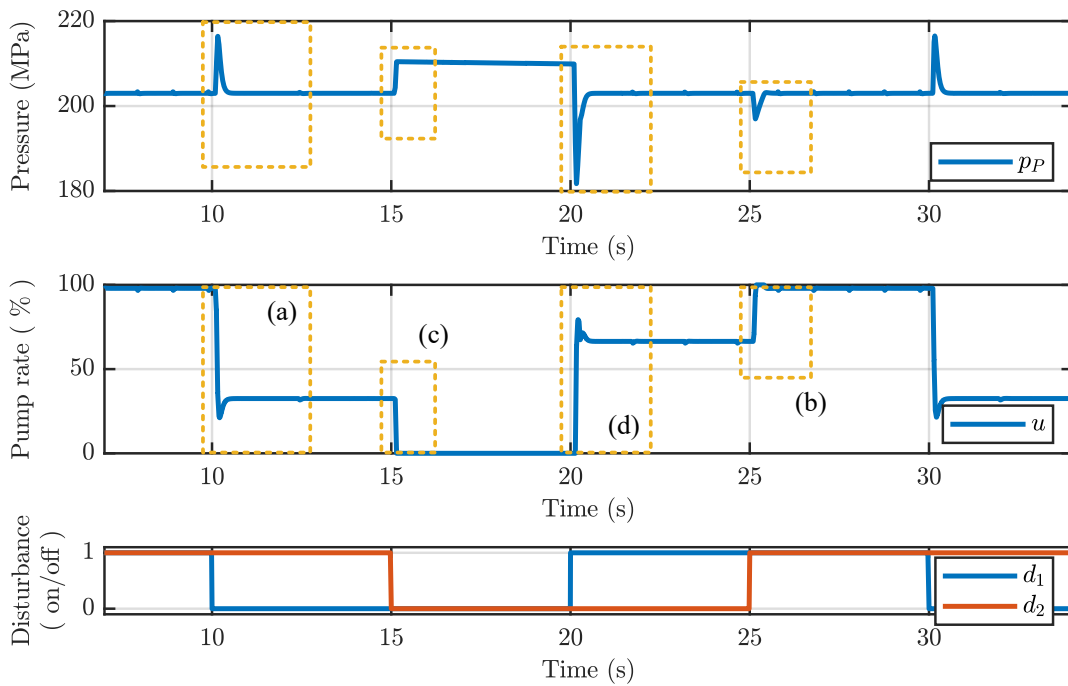 Pressure (MPa)
220
200
180
p_P
10 15 20 25 30
Time (s)
Pump rate ( % )
100
50
0
(a)
(c)
(d)
(b)
u
10 15 20 25 30
Time (s)
Disturbance
( on/off )
1
0
d_1
d_2
10 15 20 25 30
Time (s)